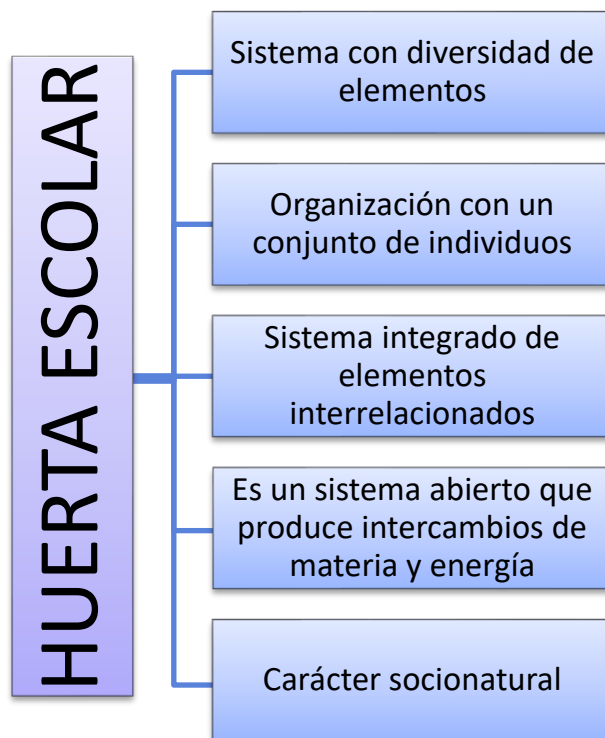 HUERTA ESCOLAR
Sistema con diversidad de
elementos
Organización con un
conjunto de individuos
Sistema integrado de
elementos
interrelacionados
Es un sistema abierto que
produce intercambios de
materia y energía
Carácter socionatural